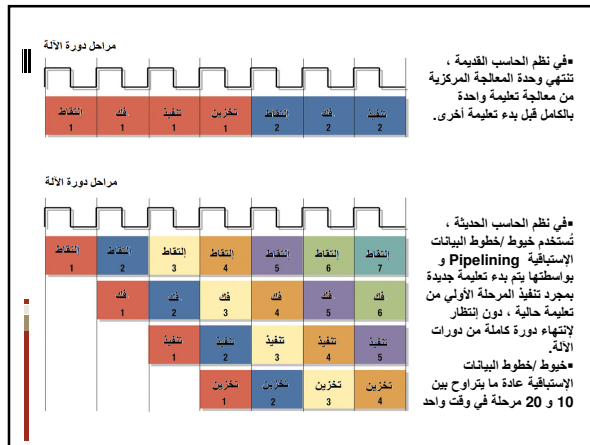 مراحل دورة الآلة
التقاط فك تنفيذ تخزين إلتقاط فك تنفيذ
1 1 1 1 2 2 2
▪في نظم الحاسب القديمة ،
تنتهي وحدة المعالجة المركزية
من معالجة تعليمة واحدة
بالكامل قبل بدء تعليمة أخرى.
مراحل دورة الآلة
إلتقاط إلتقاط إلتقاط إلتقاط إلتقاط إلتقاط إلتقاط
1 2 3 4 5 6 7
فك فك فك فك فك فك
1 2 3 4 5 6
تنفيذ تنفيذ تنفيذ تنفيذ تنفيذ
1 2 3 4 5
تخزين تخزين تخزين تخزين
1 2 3 4
▪في نظم الحاسب الحديثة ،
تُستخدم خيوط /خطوط البيانات
الإستباقية Pipelining و
بواسطتها يتم بدء تعليمة جديدة
بمجرد تنفيذ المرحلة الأولي من
تعليمة حالية ، دون إنتظار
لإنتهاء دورة كاملة من دورات
الآلة.
▪خيوط /خطوط البيانات
الإستباقية عادة ما يتراوح بين
10 و 20 مرحلة في وقت واحد